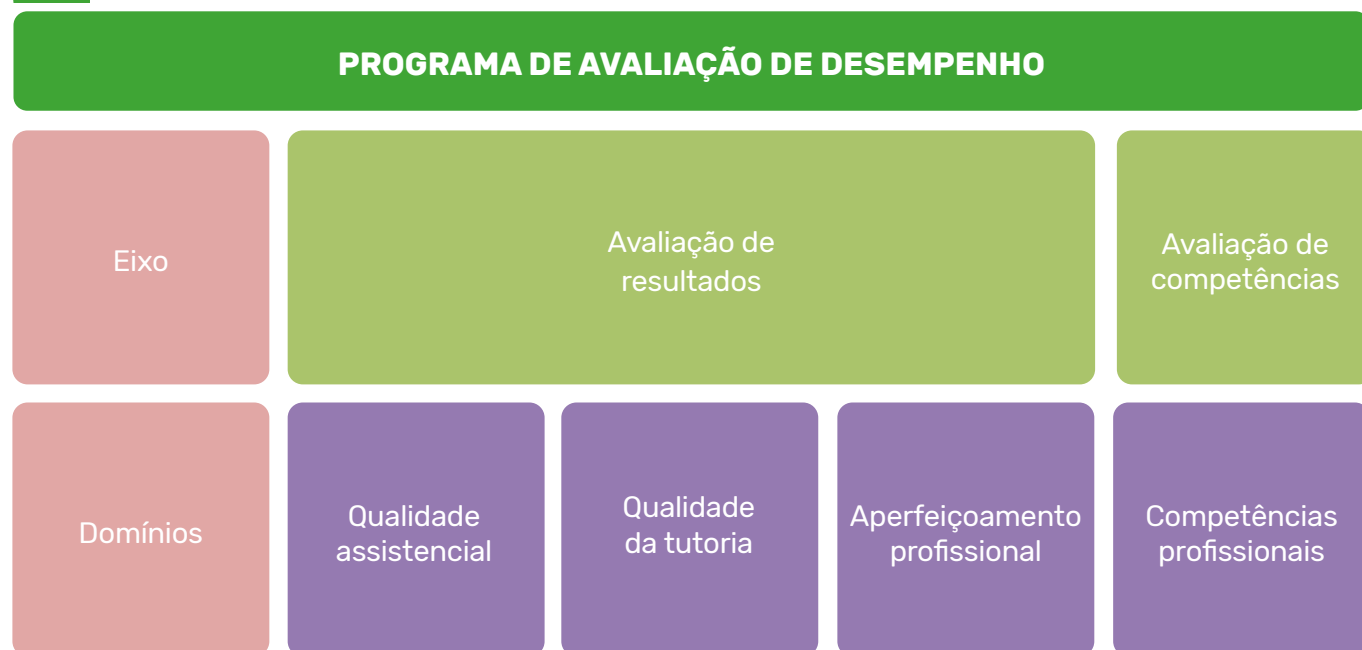 PROGRAMA DE AVALIAÇÃO DE DESEMPENHO
Eixo
Avaliação de
resultados
Avaliação de
competências
Domínios
Qualidade
assistencial
Qualidade
da tutoria
Aperfeiçoamento
profissional
Competências
profissionais